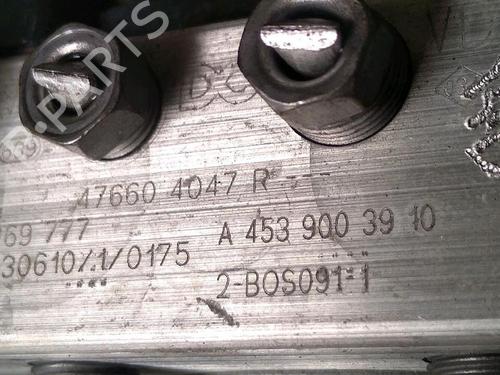 47660 4047 R ---
69 777
30610/.1/0175
A 453 900 39 10
2-BOS091-1